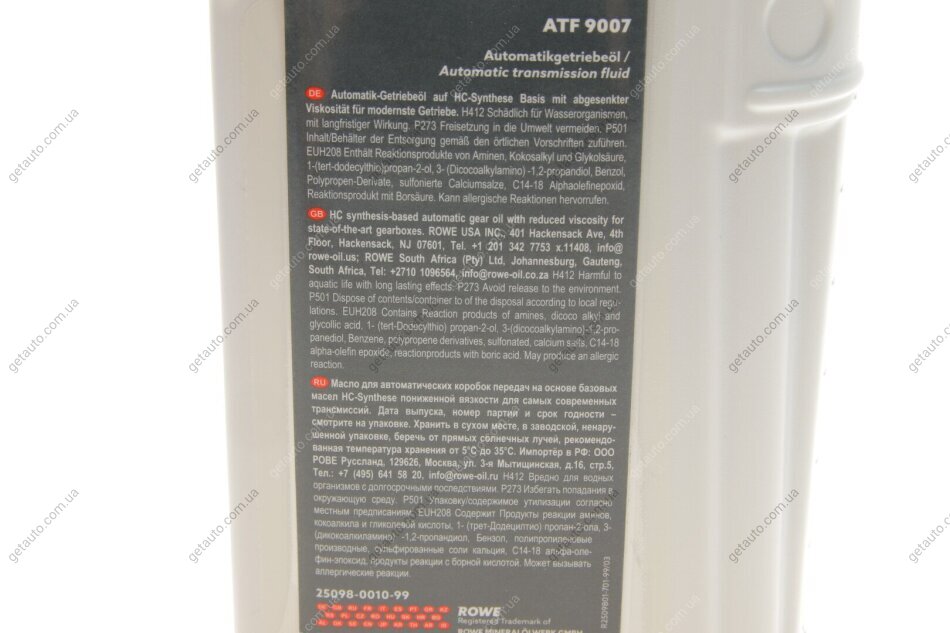 ATF 9007
Automatikgetriebeöl /
Automatic transmission fluid
DE Automatik-Getriebeöl auf HC-Synthese Basis mit abgesenkter
Viskosität für modernste Getriebe. H412 Schädlich für Wasserorganismen,
mit langfristiger Wirkung. P273 Freisetzung in die Umwelt vermeiden. P501
Inhalt/Behälter der Entsorgung gemäß den örtlichen Vorschriften zuführen.
EUH208 Enthält Reaktionsprodukte von Aminen, Kokosalkyl und Glykolsäure,
1-(tert-dodecylthio)propan-2-ol, 3- (Dicocoalkylamino) -1,2-propandiol, Benzol,
Polypropen-Derivate, sulfonierte Calciumsalze, C14-18 Alphaolefinepoxid,
Reaktionsprodukt mit Borsäure. Kann allergische Reaktionen hervorrufen.
GB HC synthesis-based automatic gear oil with reduced viscosity for
state-of-the-art gearboxes. ROWE USA INC., 401 Hackensack Ave, 4th
Floor, Hackensack, NJ 07601, Tel. +1 201 342 7753 x.11408, info@
rowe-oil.us; ROWE South Africa (Pty) Ltd, Johannesburg, Gauteng,
South Africa, Tel: +2710 1096564, info@rowe-oil.co.za H412 Harmful to
aquatic life with long lasting effects. P273 Avoid release to the environment.
P501 Dispose of contents/container to of the disposal according to local regu-
lations. EUH208 Contains Reaction products of amines, dicoco alkyl and
glycollic acid, 1- (tert-Dodecylthio) propan-2-ol, 3-(dicocoalkylamino)-1,2-pro-
panediol, Benzene, polypropene derivatives, sulfonated, calcium salts, C14-18
alpha-olefin epoxide, reactionproducts with boric acid. May produce an allergic
reaction.
RU Масло для автоматических коробок передач на основе базовых
масел HC-Synthese пониженной вязкости для самых современных
трансмиссий. Дата выпуска, номер партии и срок годности –
смотрите на упаковке. Хранить в сухом месте, в заводской, ненару-
шенной упаковке, беречь от прямых солнечных лучей, рекомендо-
ванная температура хранения от 5°C до 35°C. Импортёр в РФ: ООО
РОВЕ Руссланд, 129626, Москва, ул. 3-я Мытищинская, д.16, стр.5,
Тел.: +7 (495) 641 58 20, info@rowe-oil.ru H412 Вредно для водных
организмов с долгосрочными последствиями. P273 Избегать попадания в
окружающую среду. P501 Упаковку/содержимое утилизации согласно
местным предписаниям. EUH208 Содержит Продукты реакции аминов,
кокоалкила и гликолевой кислоты, 1- (трет-Додецилтио) пропан-2-ола, 3-
(дикокоалкиламино) -1,2-пропандиол, Бензол, полипропиленовые
производные, сульфированные соли кальция, C14-18 альфа-оле-
фин-эпоксид, продукты реакции с борной кислотой. Может вызывать
аллергические реакции.
25098-0010-99
ROWE
Registered Trademark of
ROWE MINERALÖLWERK GMBH
R2509801-701-99/03
getauto.com.ua